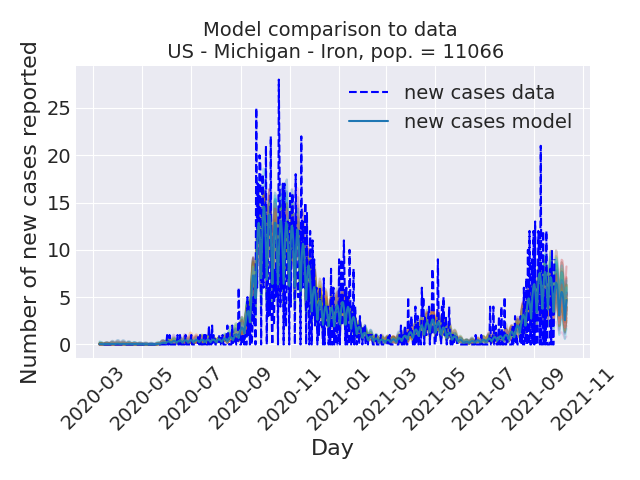 Model comparison to data
US - Michigan - Iron, pop. = 11066
Number of new cases reported
25
20
15
10
5
0
new cases data
new cases model
2020-03
2020-05
2020-07
2020-09
2020-11
2021-01
2021-03
2021-05
2021-07
2021-09
2021-11
Day